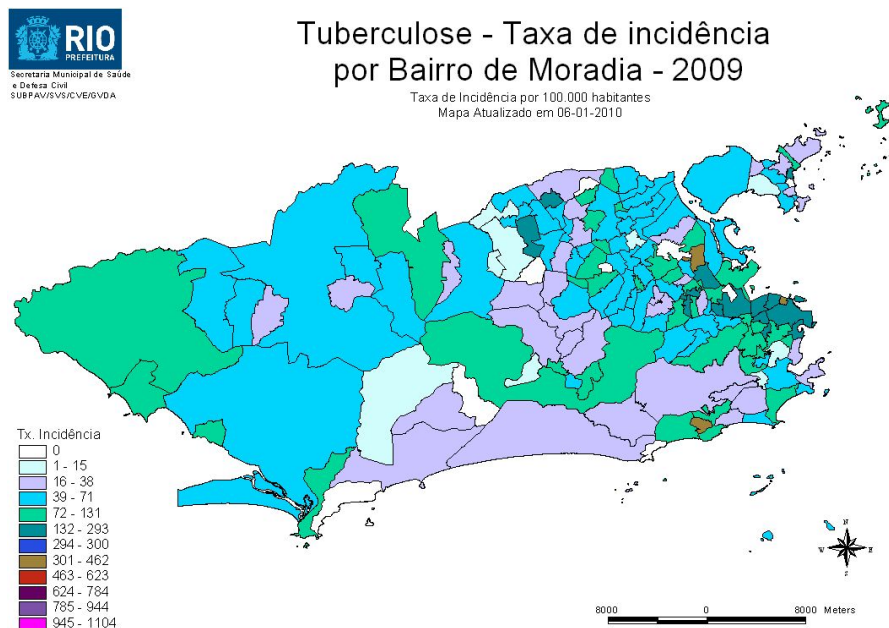 RIO
PREFEITURA
Secretaria Municipal de Saúde
e Defesa Civil
SUBPAV/SVS/CVE/GVDA
Tuberculose - Taxa de incidência
por Bairro de Moradia - 2009
Taxa de Incidência por 100.000 habitantes
Mapa Atualizado em 06-01-2010
Tx. Incidência
0
1 - 15
16 - 38
39 - 71
72 - 131
132 - 293
294 - 300
301 - 462
463 - 623
624 - 784
785 - 944
945 - 1104
N
W E
S
8000 0 8000 Meters